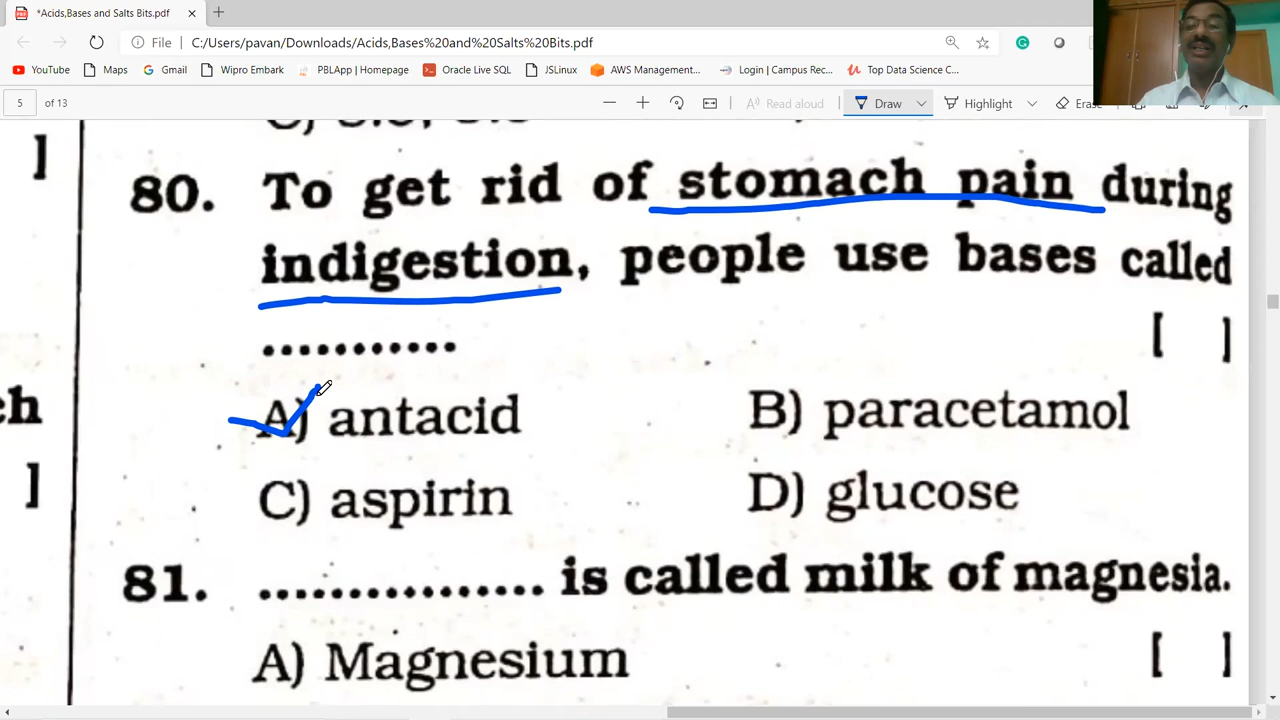 *Acids,Bases and Salts Bits.pdf
File
C:/Users/pavan/Downloads/Acids,Bases%20and%20Salts%20Bits.pdf
YouTube
Maps
Gmail
Wipro Embark
PBLApp | Homepage
Oracle Live SQL
JSLinux
AWS Management...
Login | Campus Rec...
Top Data Science C...
5 of 13
Read aloud
Draw
Highlight
Erase
]
80. To get rid of stomach pain during
indigestion, people use bases called
........... [ ]
ch
A) antacid B) paracetamol
]
C) aspirin D) glucose
81. ................ is called milk of magnesia.
A) Magnesium [ ]